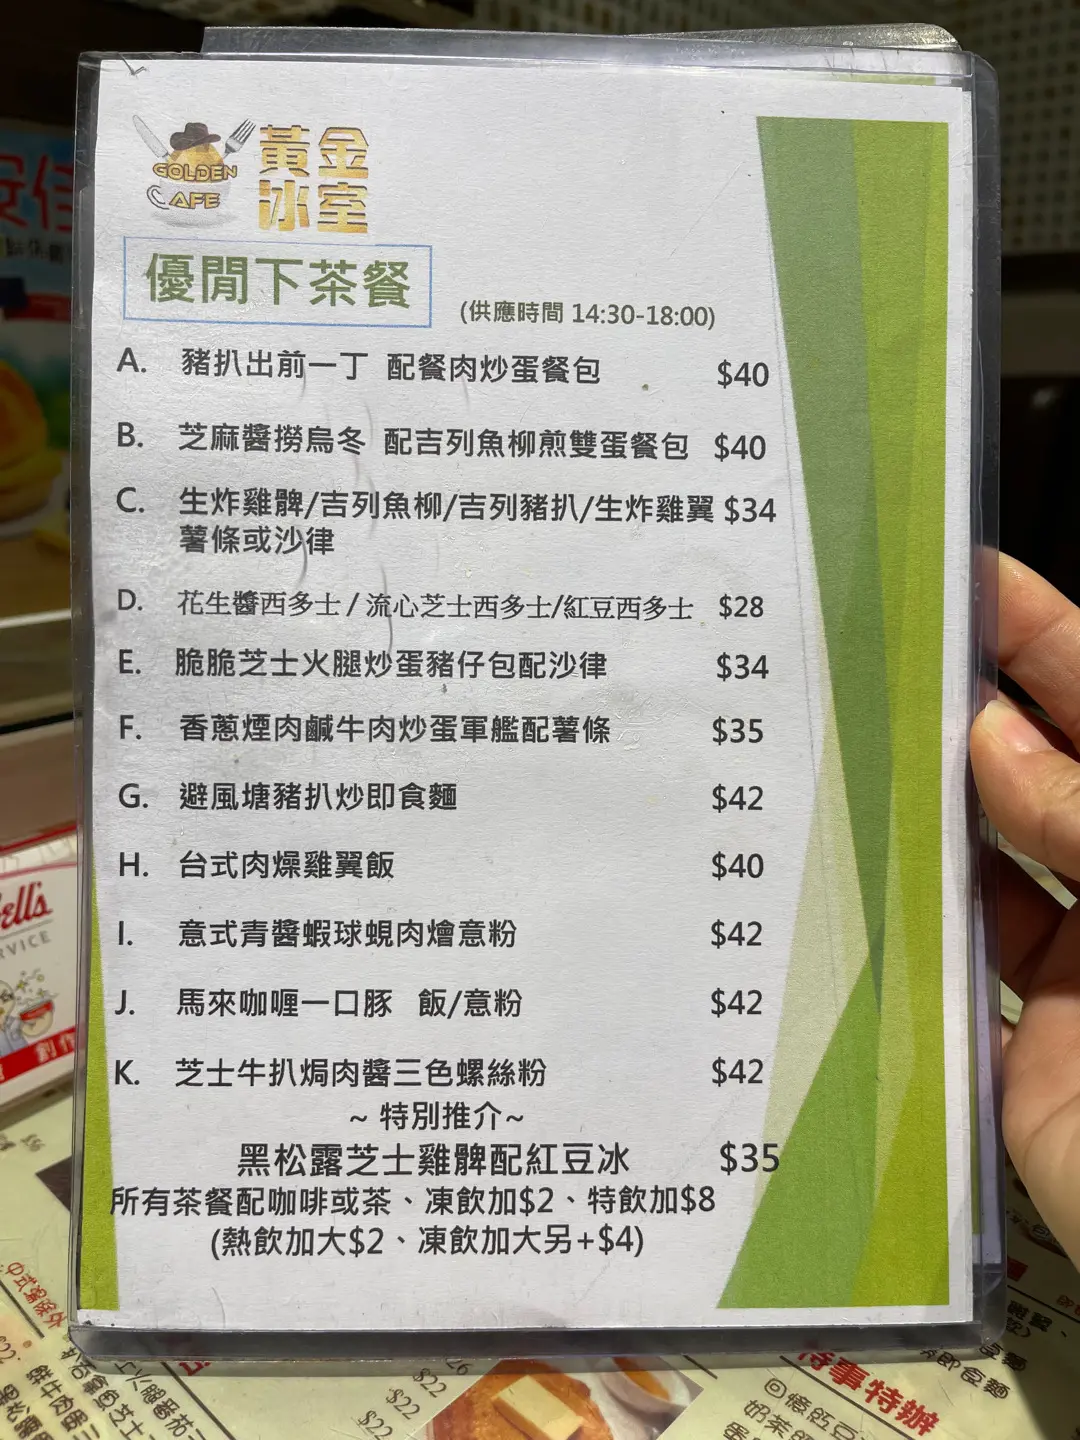 GOLDEN CAFE
黃金
冰室
優閒下茶餐
(供應時間 14:30-18:00)
A. 豬扒出前一丁 配餐肉炒蛋餐包 $40
B. 芝麻醬撈烏冬 配吉列魚柳煎雙蛋餐包 $40
C. 生炸雞髀/吉列魚柳/吉列豬扒/生炸雞翼 $34
薯條或沙律
D. 花生醬西多士/流心芝士西多士/紅豆西多士 $28
E. 脆脆芝士火腿炒蛋豬仔包配沙律 $34
F. 香蔥煙肉鹹牛肉炒蛋軍艦配薯條 $35
G. 避風塘豬扒炒即食麵 $42
H. 台式肉燥雞翼飯 $40
I. 意式青醬蝦球蜆肉燴意粉 $42
J. 馬來咖喱一口豚 飯/意粉 $42
K. 芝士牛扒焗肉醬三色螺絲粉 $42
~ 特別推介~
黑松露芝士雞髀配紅豆冰 $35
所有茶餐配咖啡或茶、凍飲加$2、特飲加$8
(熱飲加大$2、凍飲加大另+$4)
ell's
RVICE
$22
$22
特事特辦
即食麵